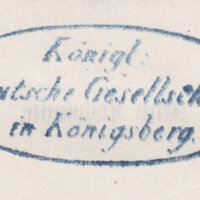 Königl:
utsche Gesellsch
in Königsberg.